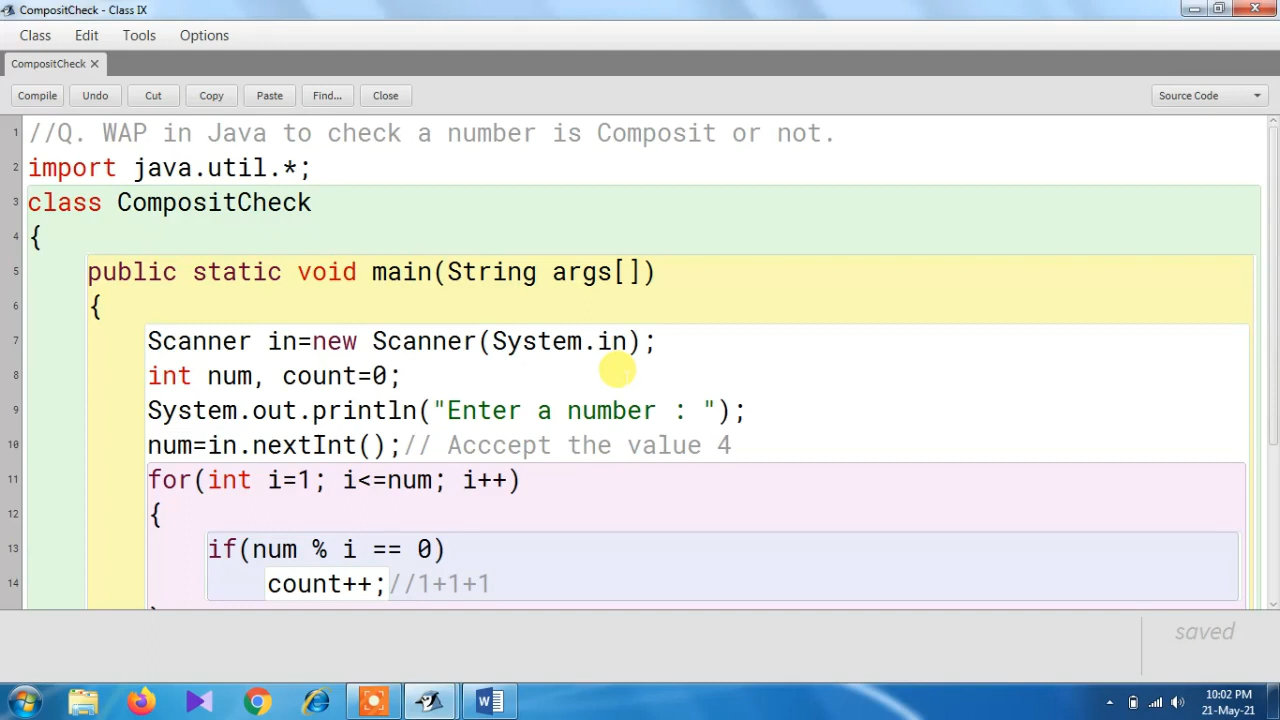 CompositCheck - Class IX
Class Edit Tools Options
CompositCheck ✕
Compile Undo Cut Copy Paste Find... Close Source Code
1 //Q. WAP in Java to check a number is Composit or not.
2 import java.util.*;
3 class CompositCheck
4 {
5 public static void main(String args[])
6 {
7 Scanner in=new Scanner(System.in);
8 int num, count=0;
9 System.out.println("Enter a number : ");
10 num=in.nextInt();// Acccept the value 4
11 for(int i=1; i<=num; i++)
12 {
13 if(num % i == 0)
14 count++;//1+1+1
saved
10:02 PM
21-May-21